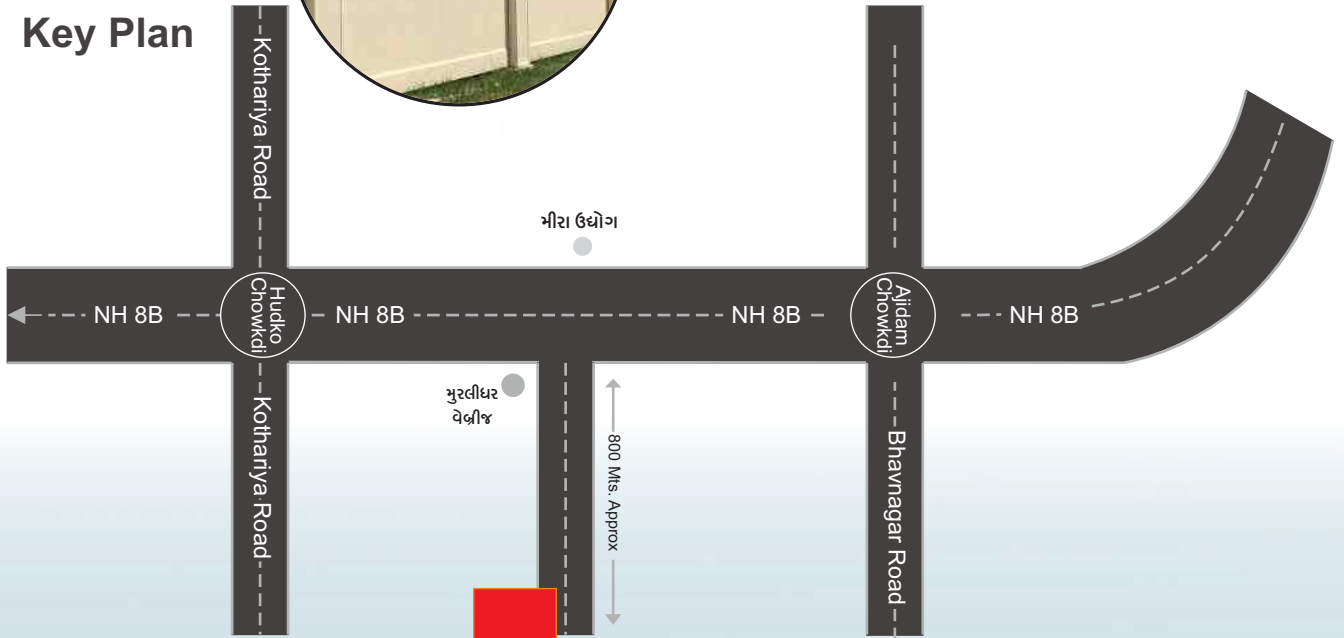 Key Plan
Kothariya Road
મીરા ઉદ્યોગ
NH 8B
Hudko
Chowkdi
NH 8B
NH 8B
Ajidam
Chowkdi
NH 8B
મુરલીધર
વેબ્રીજ
Kothariya Road
800 Mts. Approx
Bhavnagar Road